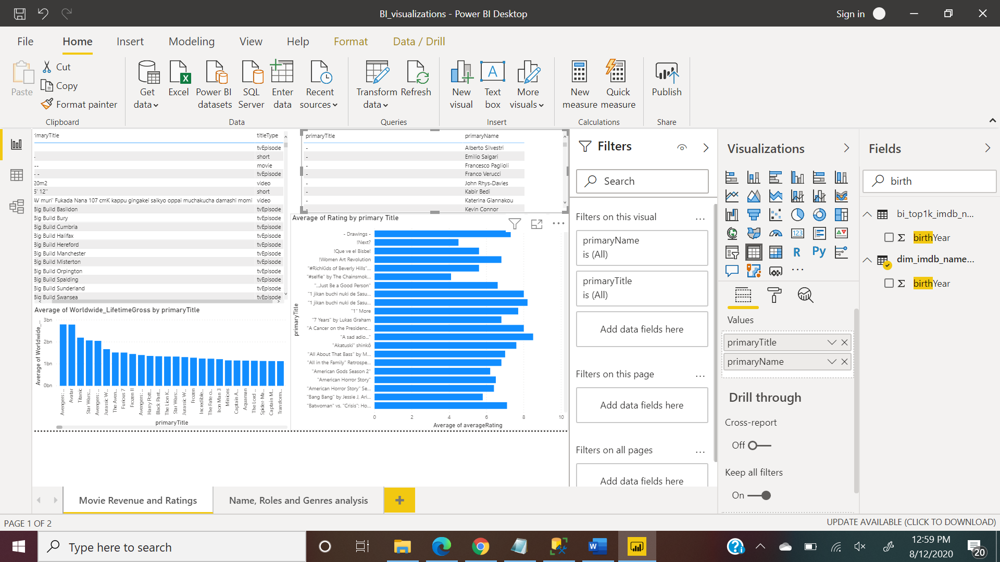 BI_visualizations - Power BI Desktop
Sign in
File Home Insert Modeling View Help Format Data / Drill
Paste
Cut
Copy
Format painter
Clipboard
Get data
Excel
Power BI datasets
SQL Server
Enter data
Recent sources
Data
Transform data
Refresh
Queries
New visual
Text box
More visuals
Insert
New measure
Quick measure
Calculations
Publish
Share
imaryTitle titleType
tvEpisode
- short
-- movie
- - tvEpisode
20m2 video
5' 12" short
AV muri' Fukada Nana 107 cmK kappu gingakei saikyo oppai muchakucha damashi momi video
Big Build Basildon tvEpisode
Big Build Bury tvEpisode
Big Build Cumbria tvEpisode
Big Build Halifax tvEpisode
Big Build Hereford tvEpisode
Big Build Manchester tvEpisode
Big Build Misterton tvEpisode
Big Build Orpington tvEpisode
Big Build Spalding tvEpisode
Big Build Sunderland tvEpisode
Big Build Swansea tvEpisode
primaryTitle primaryName
- Alberto Silvestri
- Emilio Salgari
- Francesco Paglioli
- Franco Verucci
- John Rhys-Davies
- Kabir Bedi
- Katerina Giannakou
- Kevin Connor
Average of Worldwide_LifetimeGross by primaryTitle
Average of Worldwide_...
3bn
2bn
1bn
0bn
Avengers: ...
Avatar
Titanic
Star Wars:...
Avengers: ...
Jurassic W...
The Aven...
Furious 7
Frozen II
Avengers: ...
Harry Pott...
Black Pant...
The Lion K...
Star Wars:...
Jurassic W...
Frozen
Incredible...
The Fate o...
Iron Man 3
Minions
Captain A...
Acquaman
The Lord ...
Spider-Ma...
Captain M...
Transform...
primaryTitle
Average of Rating by primary Title
primaryTitle
- Drawings -
!Next?
!Que ve el Bisbe!
!Women Art Revolution
"#RichKids of Beverly Hills"...
"#selfie" by The Chainsmok...
"...Just Be a Good Person"
"1 jikan buchi nuki de Sasu...
"1 jikan buchi nuki de Sasu...
"1" More
"7 Years" by Lukas Graham
"A Cancer on the Presidenc...
"A sad adio..."
"Akatuski" shinkô
"All About That Bass" by M...
"All in the Family" Retrospe...
"American Gods Season 2"
"American Horror Story"
"American Horror Story" Se...
"Bang Bang" by Jessie J, Ari...
"Batwoman" vs. "Crisis": Ho...
0 2 4 6 8 10
Average of averageRating
Filters
Search
Filters on this visual ...
primaryName
is (All)
primaryTitle
is (All)
Add data fields here
Filters on this page ...
Add data fields here
Filters on all pages ...
Add data fields here
Visualizations
123
R
Py
...
Values
primaryTitle
primaryName
Drill through
Cross-report
Off
Keep all filters
On
Fields
birth
bi_top1k_imdb_n...
Σ birthYear
dim_imdb_name...
Σ birthYear
Movie Revenue and Ratings
Name, Roles and Genres analysis
+
PAGE 1 OF 2
UPDATE AVAILABLE (CLICK TO DOWNLOAD)
Type here to search
12:59 PM
8/12/2020
20